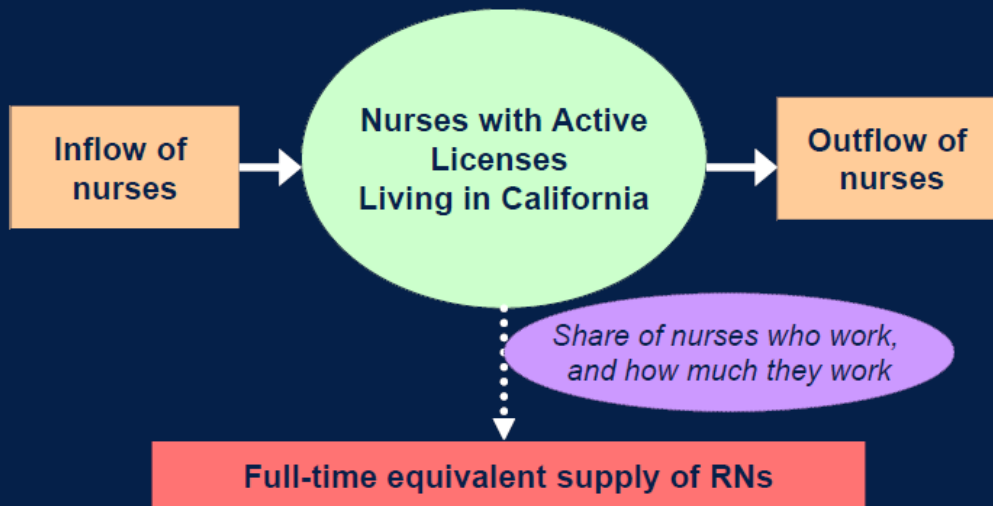 Inflow of
nurses
Nurses with Active
Licenses
Living in California
Outflow of
nurses
Share of nurses who work,
and how much they work
Full-time equivalent supply of RNs